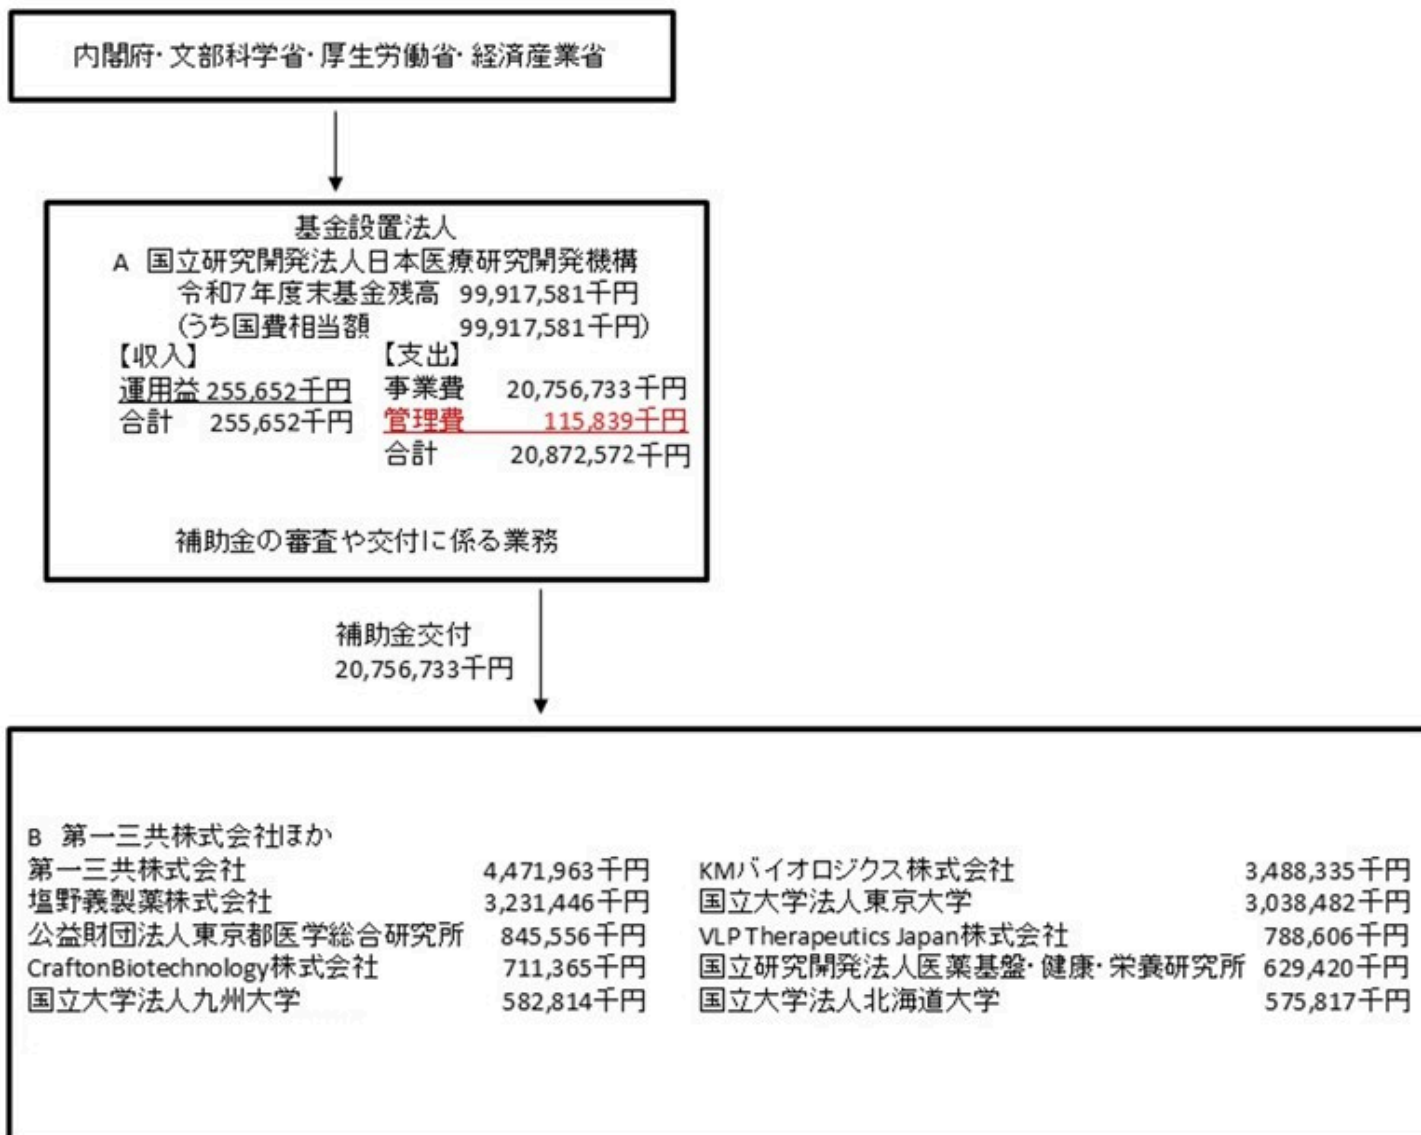 内閣府・文部科学省・厚生労働省・経済産業省
基金設置法人
A 国立研究開発法人日本医療研究開発機構
令和7年度末基金残高 99,917,581千円
(うち国費相当額 99,917,581千円)
【収入】 【支出】
運用益 255,652千円 事業費 20,756,733千円
合計 255,652千円 管理費 115,839千円
合計 20,872,572千円
補助金の審査や交付に係る業務
補助金交付
20,756,733千円
B 第一三共株式会社ほか
第一三共株式会社 4,471,963千円 KMバイオロジクス株式会社 3,488,335千円
塩野義製薬株式会社 3,231,446千円 国立大学法人東京大学 3,038,482千円
公益財団法人東京都医学総合研究所 845,556千円 VLP Therapeutics Japan株式会社 788,606千円
CraftonBiotechnology株式会社 711,365千円 国立研究開発法人医薬基盤・健康・栄養研究所 629,420千円
国立大学法人九州大学 582,814千円 国立大学法人北海道大学 575,817千円